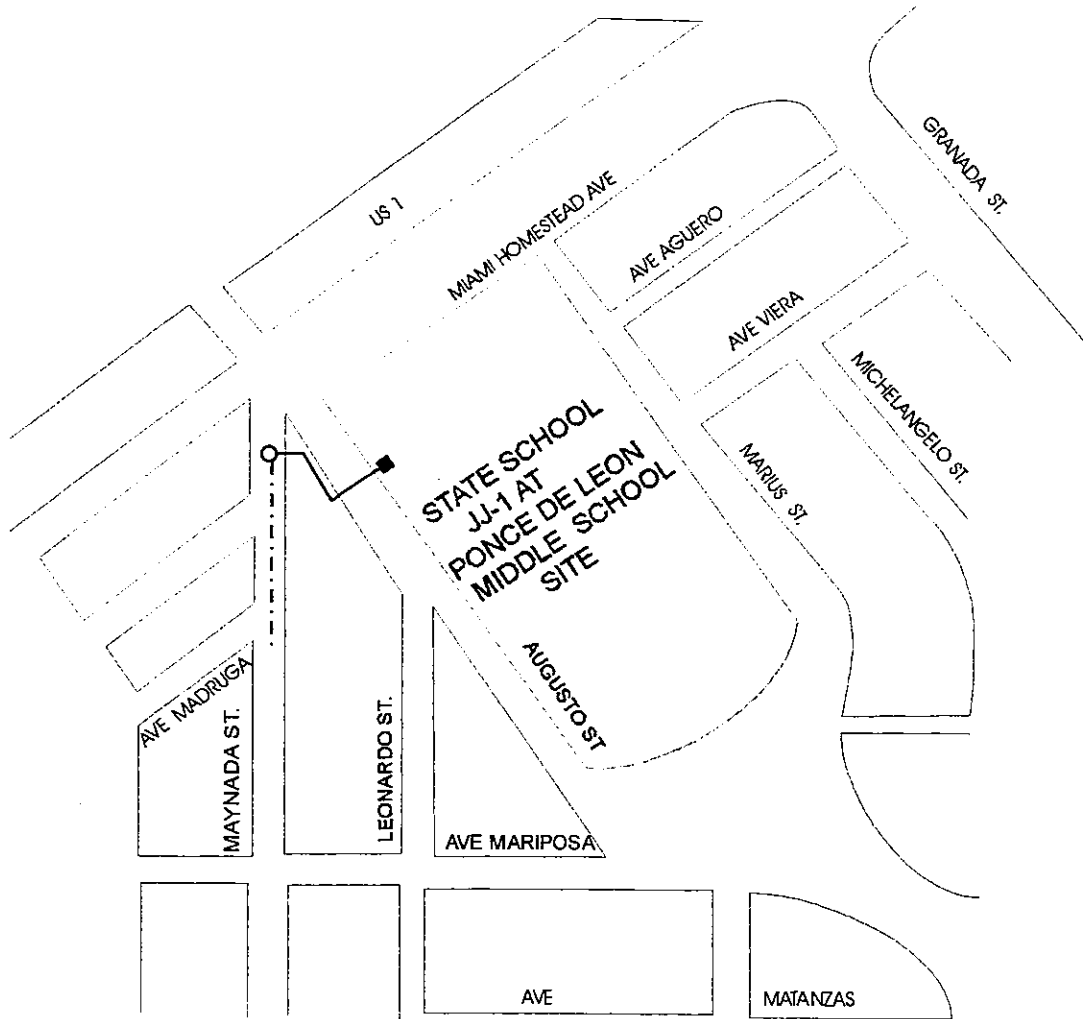 US 1
MIAMI HOMESTEAD AVE
GRANADA ST.
AVE AGUERO
AVE VIERA
MICHELANGELO ST.
MARIUS ST.
STATE SCHOOL
JJ-1 AT
PONCE DE LEON
MIDDLE SCHOOL
SITE
AUGUSTO ST
AVE MADRUGA
MAYNADA ST.
LEONARDO ST.
AVE MARIPOSA
AVE MATANZAS